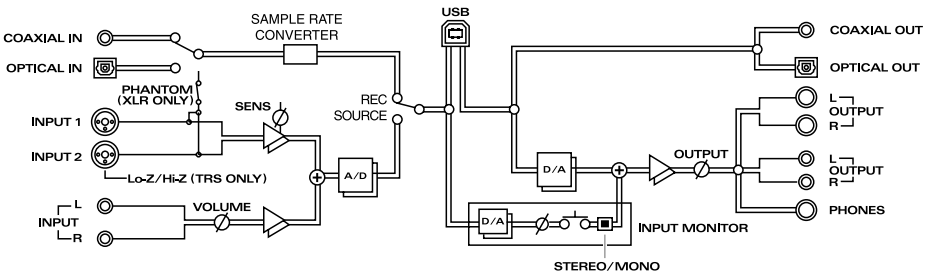 USB
SAMPLE RATE
CONVERTER
COAXIAL IN
COAXIAL OUT
OPTICAL IN
OPTICAL OUT
PHANTOM
(XLR ONLY)
REC
SOURCE
SENS
INPUT 1
INPUT 2
L
OUTPUT
R
OUTPUT
L
OUTPUT
R
A/D
D/A
Lo-Z/Hi-Z (TRS ONLY)
L
INPUT
R
VOLUME
PHONES
D/A
INPUT MONITOR
STEREO/MONO